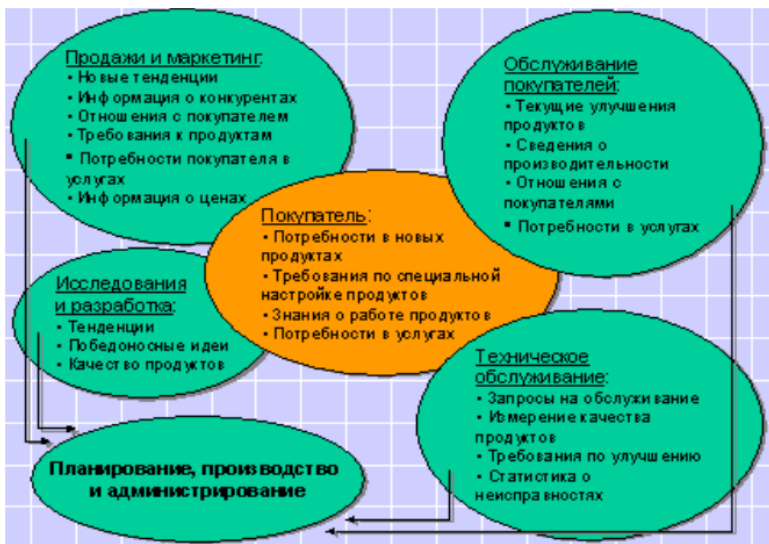 Продажи и маркетинг:
• Новые тенденции
• Информация о конкурентах
• Отношения с покупателем
• Требования к продуктам
▪ Потребности покупателя в
услугах
• Информация о ценах
Обслуживание
покупателей:
• Текущие улучшения
продуктов
• Сведения о
производительности
• Отношения с
покупателями
▪ Потребности в услугах
Покупатель:
• Потребности в новых
продуктах
• Требования по специальной
настройке продуктов
• Знания о работе продуктов
• Потребности в услугах
Исследования
и разработка:
• Тенденции
• Победоносные идеи
• Качество продуктов
Техническое
обслуживание:
• Запросы на обслуживание
• Измерение качества
продуктов
• Требования по улучшению
• Статистика о
неисправностях
Планирование, производство
и администрирование